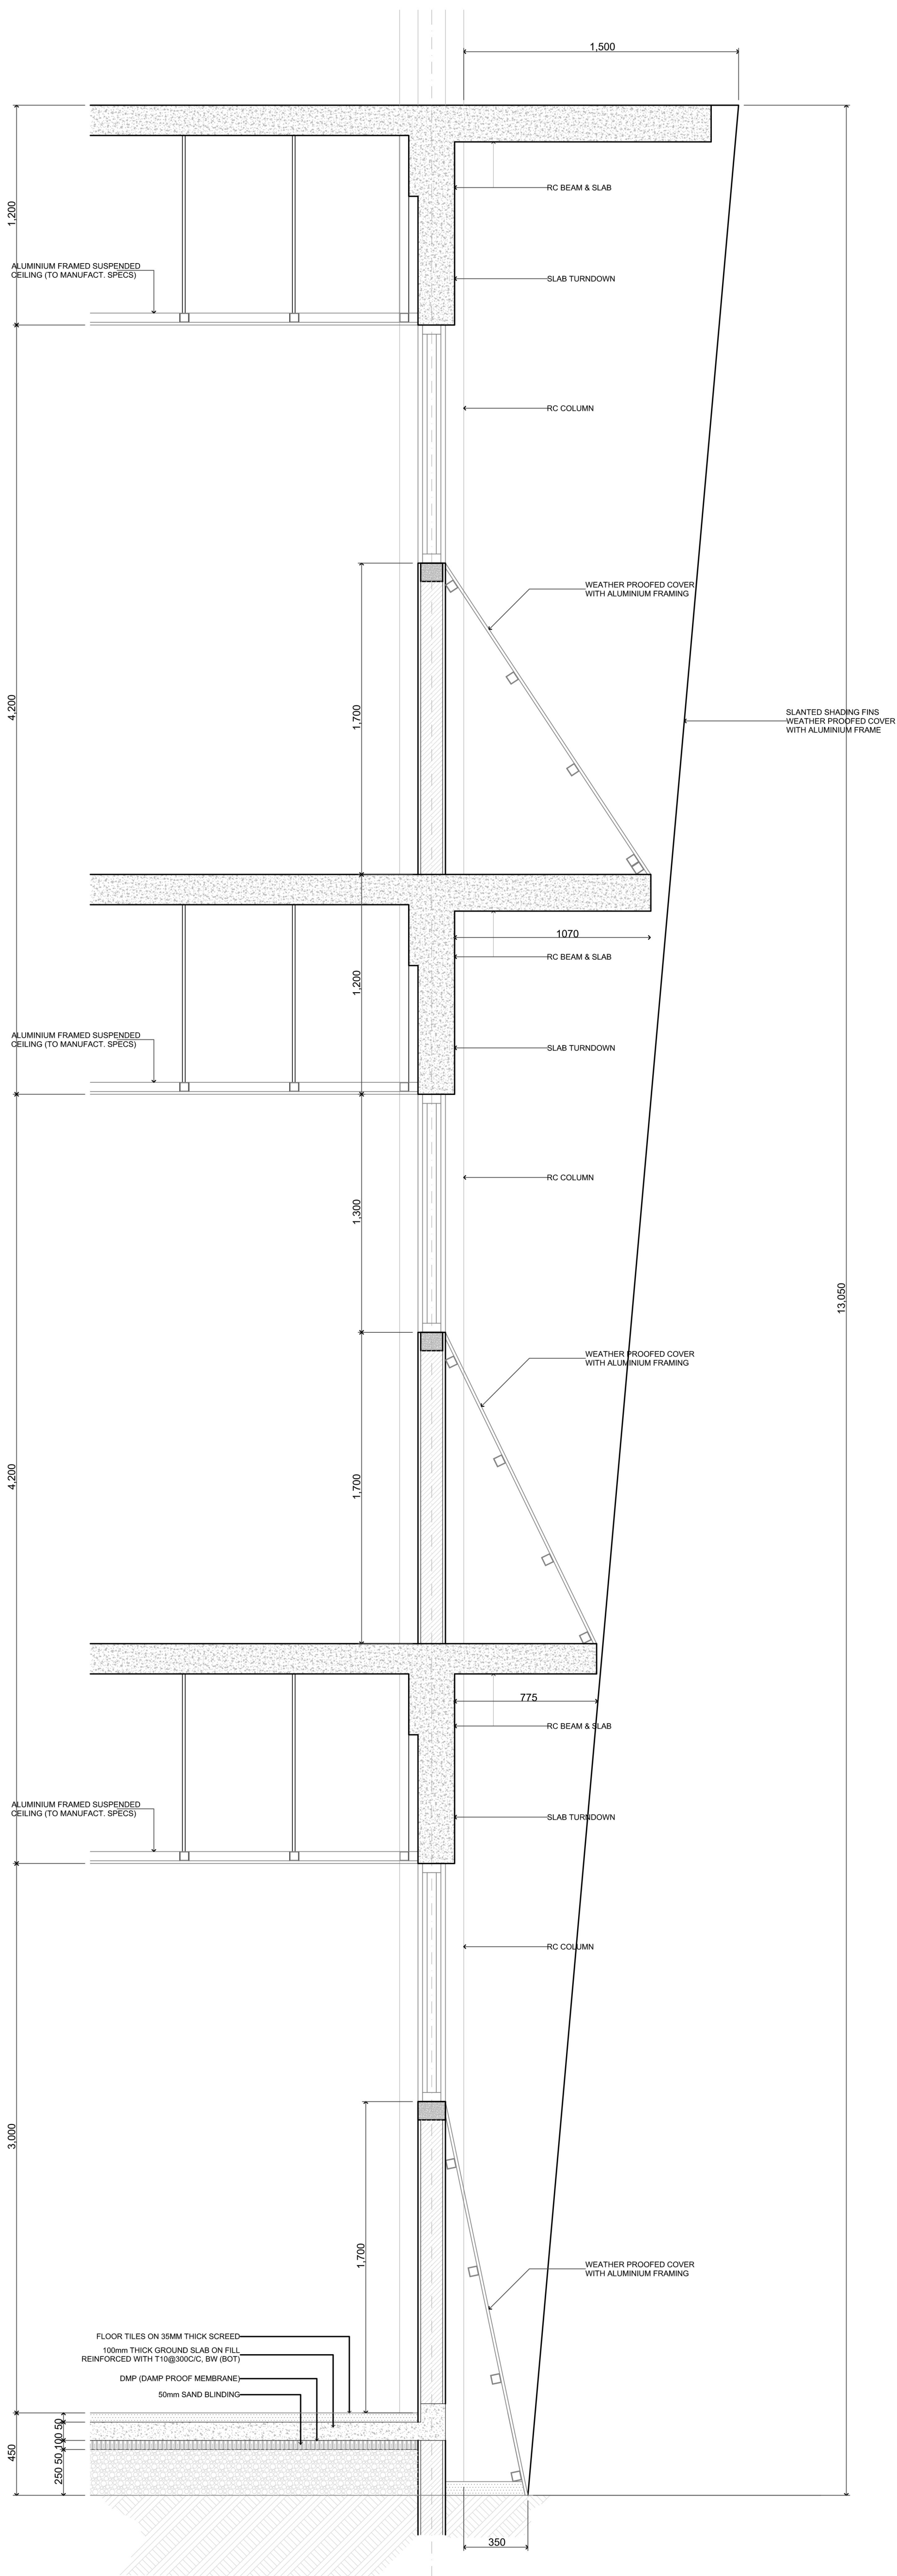 1,500
RC BEAM & SLAB
1,200
ALUMINIUM FRAMED SUSPENDED
CEILING (TO MANUFACT. SPECS)
SLAB TURNDOWN
RC COLUMN
WEATHER PROOFED COVER
WITH ALUMINIUM FRAMING
4,200
1,700
SLANTED SHADING FINS
WEATHER PROOFED COVER
WITH ALUMINIUM FRAME
1070
RC BEAM & SLAB
1,200
ALUMINIUM FRAMED SUSPENDED
CEILING (TO MANUFACT. SPECS)
SLAB TURNDOWN
RC COLUMN
1,300
13,050
WEATHER PROOFED COVER
WITH ALUMINIUM FRAMING
4,200
1,700
775
RC BEAM & SLAB
ALUMINIUM FRAMED SUSPENDED
CEILING (TO MANUFACT. SPECS)
SLAB TURNDOWN
RC COLUMN
3,000
1,700
WEATHER PROOFED COVER
WITH ALUMINIUM FRAMING
FLOOR TILES ON 35MM THICK SCREED
100mm THICK GROUND SLAB ON FILL
REINFORCED WITH T10@300C/C, BW (BOT)
DMP (DAMP PROOF MEMBRANE)
50mm SAND BLINDING
450
250 50 100 50
350